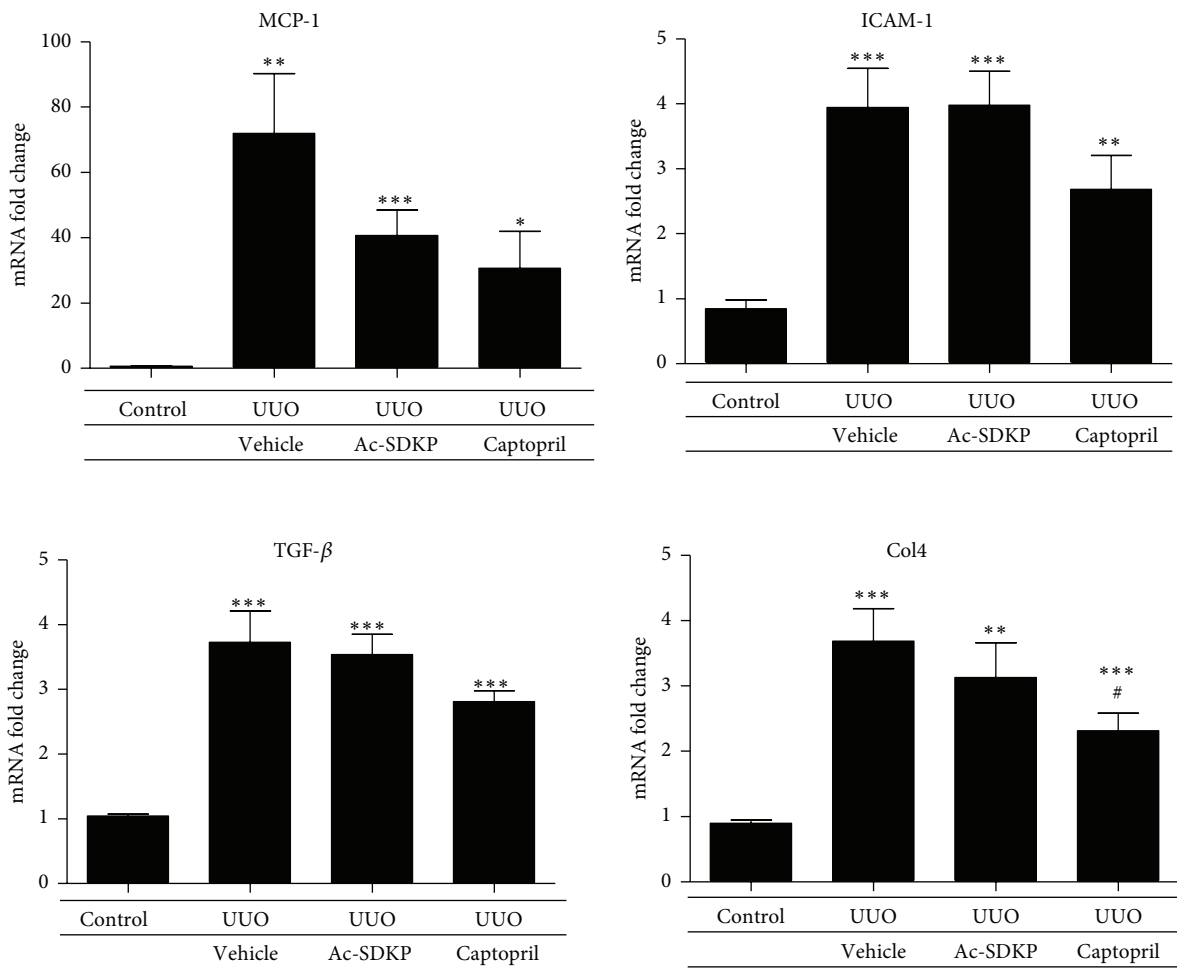 MCP-1
100
80
60
40
20
0
mRNA fold change
**
***
*
Control UUO UUO UUO
Vehicle Ac-SDKP Captopril
ICAM-1
5
4
3
2
1
0
mRNA fold change
***
***
**
Control UUO UUO UUO
Vehicle Ac-SDKP Captopril
TGF-β
5
4
3
2
1
0
mRNA fold change
***
***
***
Control UUO UUO UUO
Vehicle Ac-SDKP Captopril
Col4
5
4
3
2
1
0
mRNA fold change
***
**
***
#
Control UUO UUO UUO
Vehicle Ac-SDKP Captopril